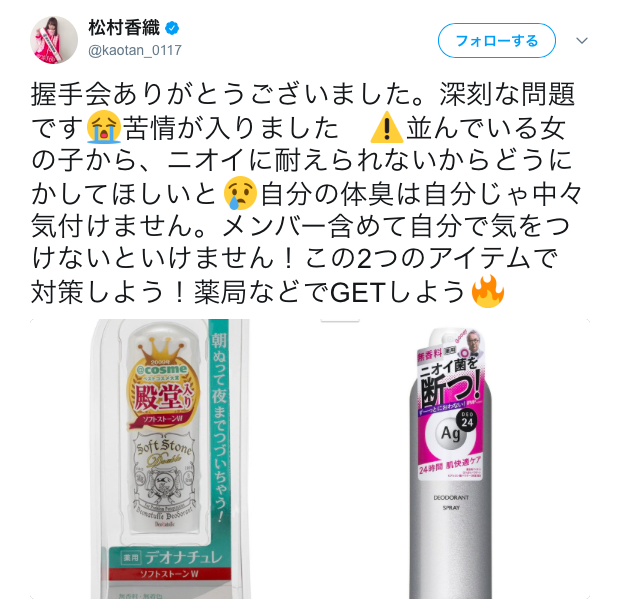 松村香織
@kaotan_0117
フォローする
握手会ありがとうございました。深刻な問題
です😭苦情が入りました　⚠️並んでいる女
の子から、ニオイに耐えられないからどうに
かしてほしいと😢自分の体臭は自分じゃ中々
気付けません。メンバー含めて自分で気をつ
けないといけません！この2つのアイテムで
対策しよう！薬局などでGETしよう🔥
@cosme
殿堂入り
ソフトストーンW
Soft Stone
Double
朝ぬって夜までつづいちゃう！
薬用 デオナチュレ
ソフトストーンW
無香料 薬用
ニオイ菌を
断つ！
Ag
DEO
24
24時間 肌快適ケア
DEODORANT
SPRAY